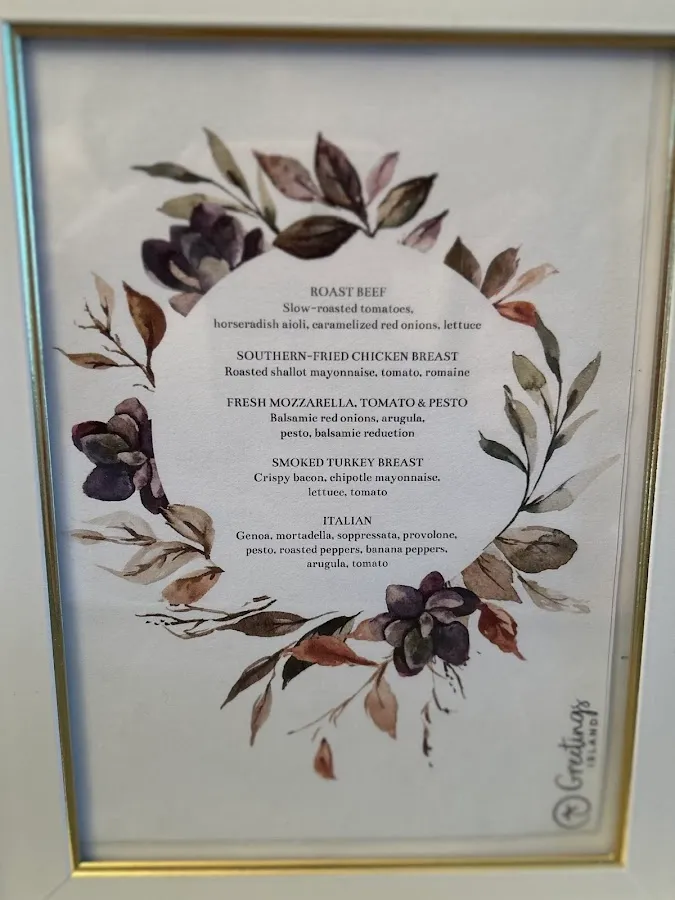 ROAST BEEF
Slow-roasted tomatoes,
horseradish aioli, caramelized red onions, lettuce
SOUTHERN-FRIED CHICKEN BREAST
Roasted shallot mayonnaise, tomato, romaine
FRESH MOZZARELLA, TOMATO & PESTO
Balsamic red onions, arugula,
pesto, balsamic reduction
SMOKED TURKEY BREAST
Crispy bacon, chipotle mayonnaise,
lettuce, tomato
ITALIAN
Genoa, mortadella, soppressata, provolone,
pesto, roasted peppers, banana peppers,
arugula, tomato
Greetings
ISLAND